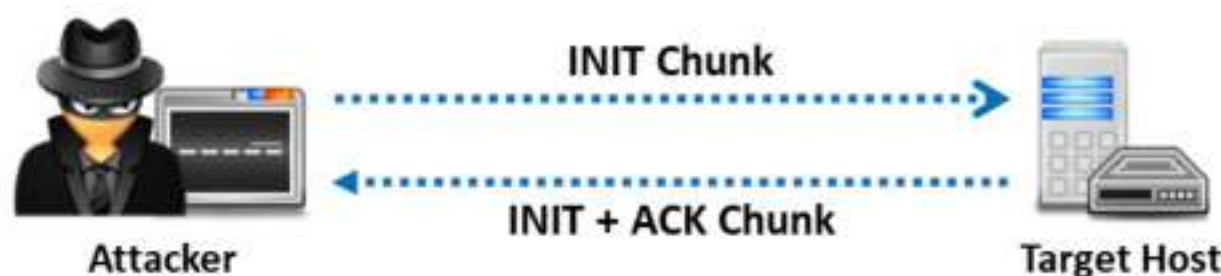 INIT Chunk
INIT + ACK Chunk
Attacker
Target Host